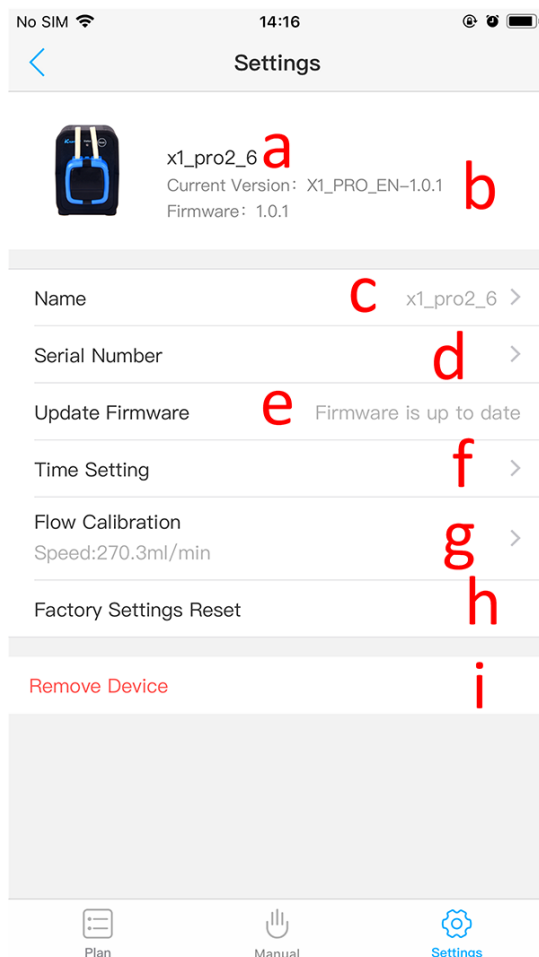 No SIM 14:16
Settings
x1_pro2_6 a
Current Version: X1_PRO_EN-1.0.1 b
Firmware: 1.0.1
Name c x1_pro2_6
Serial Number d
Update Firmware e Firmware is up to date
Time Setting f
Flow Calibration g
Speed:270.3ml/min
Factory Settings Reset h
Remove Device i
Plan Manual Settings